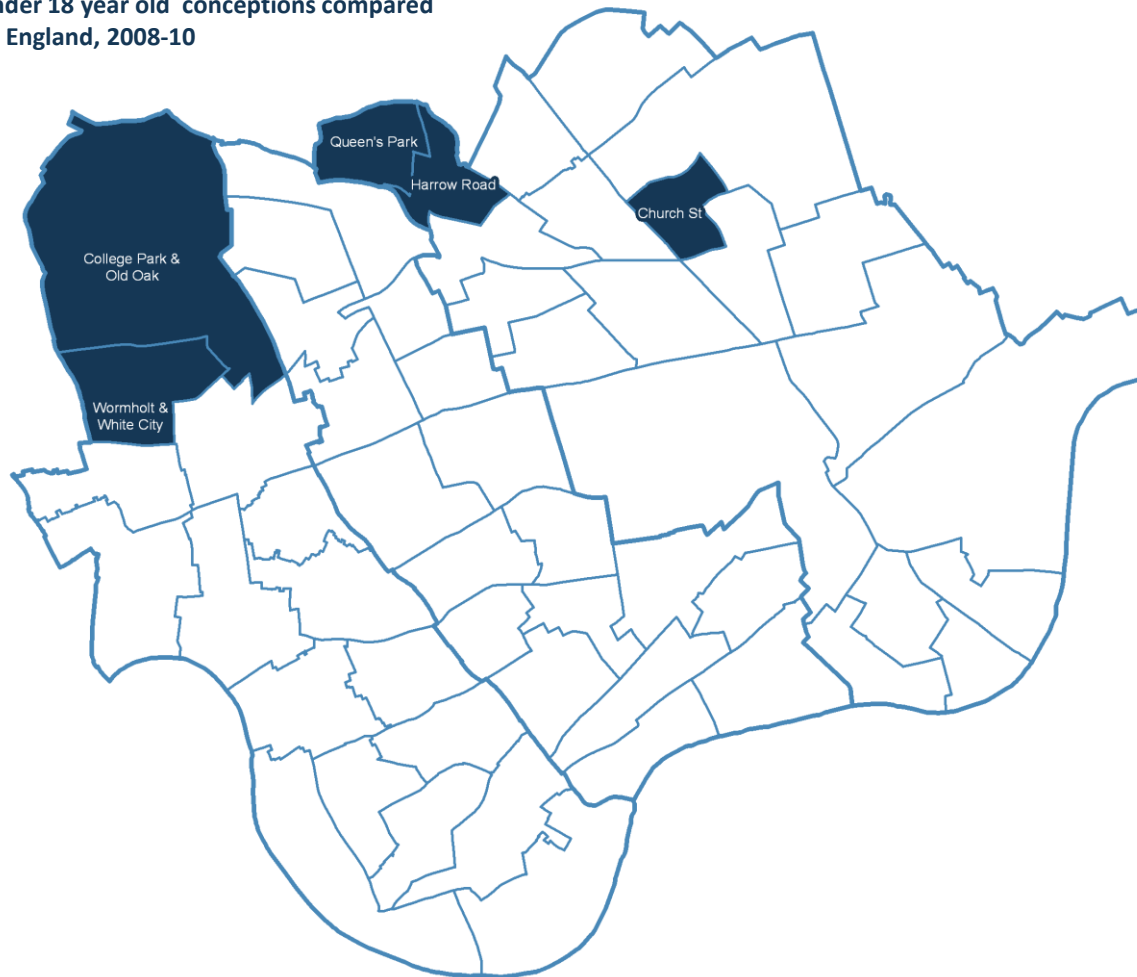 18 year old conceptions compared
England, 2008-10
Queen's Park
Harrow Road
Church St
College Park &
Old Oak
Wormholt &
White City